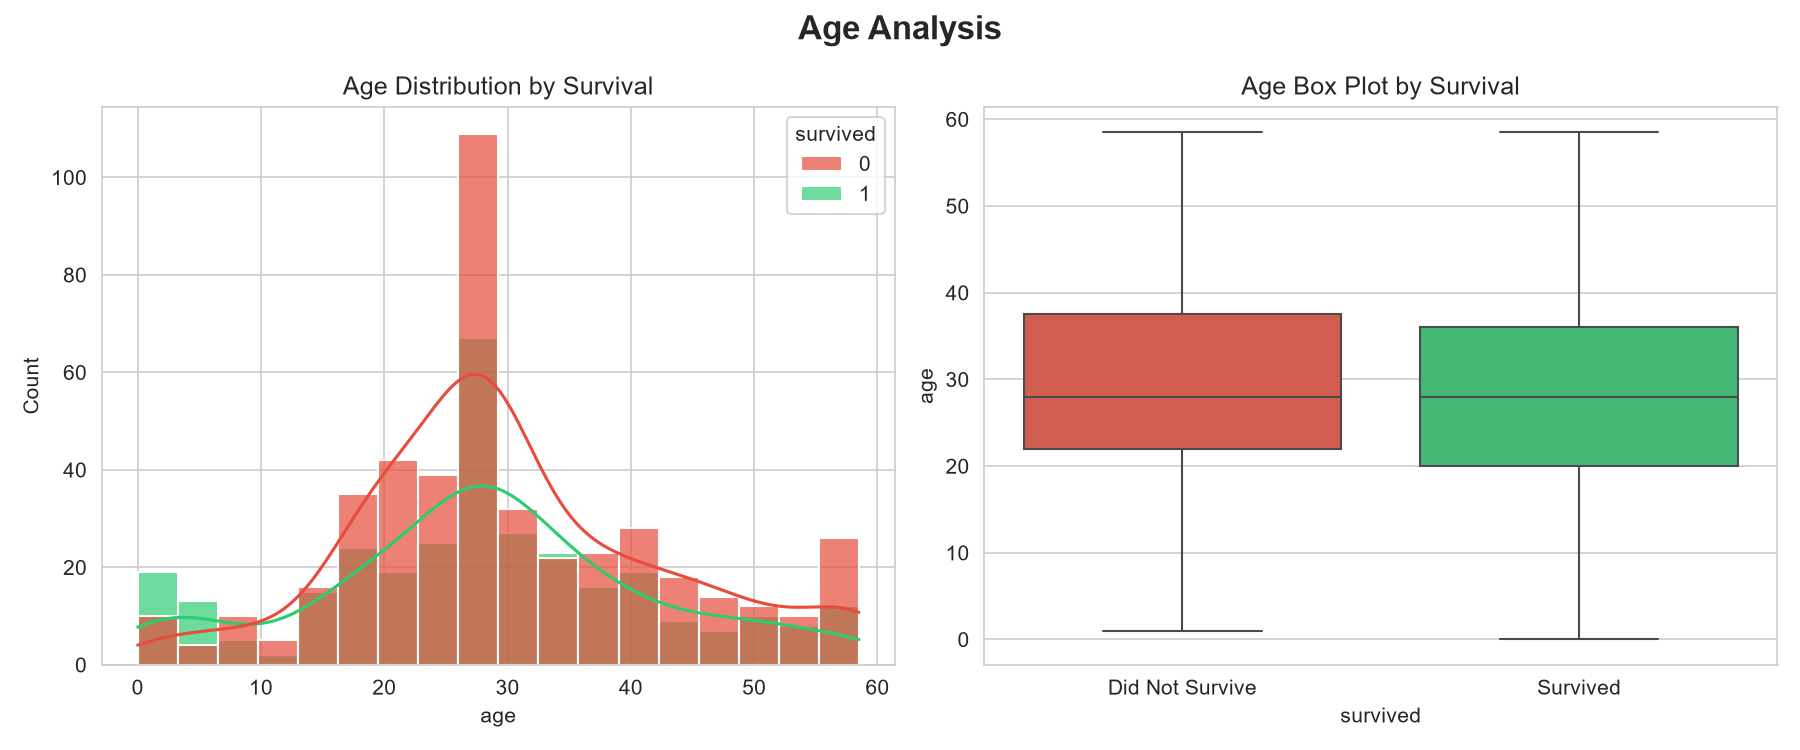 Age Analysis
Age Distribution by Survival
survived
0
1
100
80
60
40
20
0
Count
0 10 20 30 40 50 60
age
Age Box Plot by Survival
60
50
40
30
20
10
0
age
Did Not Survive Survived
survived